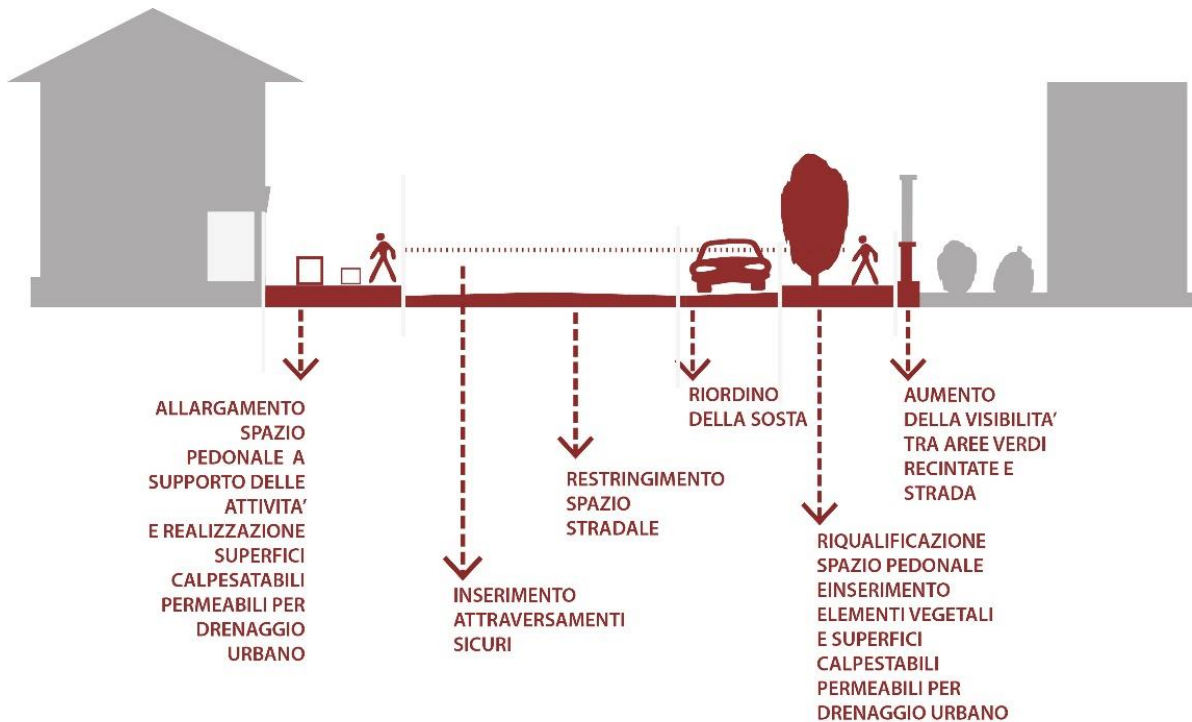 ALLARGAMENTO
SPAZIO
PEDONALE A
SUPPORTO DELLE
ATTIVITA'
E REALIZZAZIONE
SUPERFICI
CALPESATABILI
PERMEABILI PER
DRENAGGIO
URBANO
INSERIMENTO
ATTRAVERSAMENTI
SICURI
RESTRINGIMENTO
SPAZIO
STRADALE
RIORDINO
DELLA SOSTA
RIQUALIFICAZIONE
SPAZIO PEDONALE
EINSERIMENTO
ELEMENTI VEGETALI
E SUPERFICI
CALPESTABILI
PERMEABILI PER
DRENAGGIO URBANO
AUMENTO
DELLA VISIBILITA'
TRA AREE VERDI
RECINTATE E
STRADA